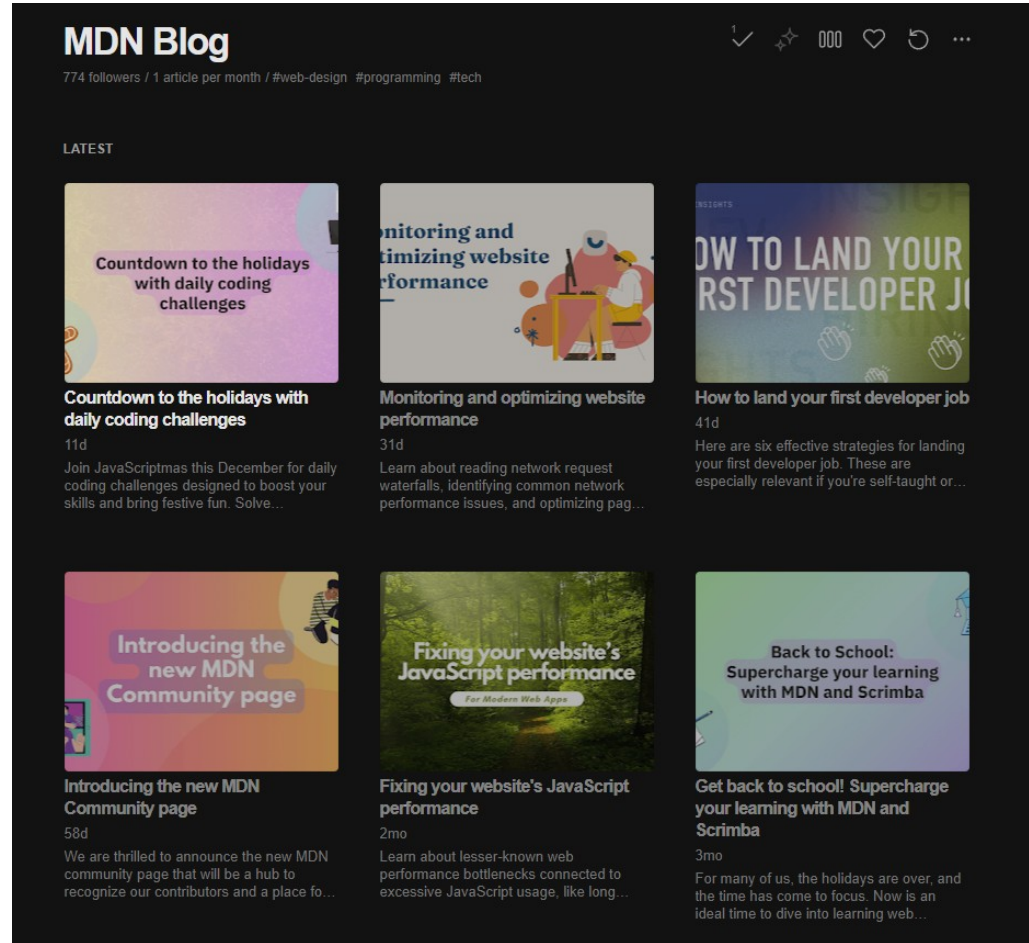 MDN Blog
1
774 followers / 1 article per month / #web-design #programming #tech
LATEST
Countdown to the holidays
with daily coding
challenges
Countdown to the holidays with
daily coding challenges
11d
Join JavaScriptmas this December for daily
coding challenges designed to boost your
skills and bring festive fun. Solve…
onitoring and
timizing website
rformance
Monitoring and optimizing website
performance
31d
Learn about reading network request
waterfalls, identifying common network
performance issues, and optimizing pag…
NSIGHTS
INSIGH
OW TO LAND YOUR
RST DEVELOPER JO
How to land your first developer job
41d
Here are six effective strategies for landing
your first developer job. These are
especially relevant if you're self-taught or…
Introducing the
new MDN
Community page
Introducing the new MDN
Community page
58d
We are thrilled to announce the new MDN
community page that will be a hub to
recognize our contributors and a place fo…
Fixing your website's
JavaScript performance
For Modern Web Apps
Fixing your website's JavaScript
performance
2mo
Learn about lesser-known web
performance bottlenecks connected to
excessive JavaScript usage, like long…
Back to School:
Supercharge your learning
with MDN and Scrimba
Get back to school! Supercharge
your learning with MDN and
Scrimba
3mo
For many of us, the holidays are over, and
the time has come to focus. Now is an
ideal time to dive into learning web…